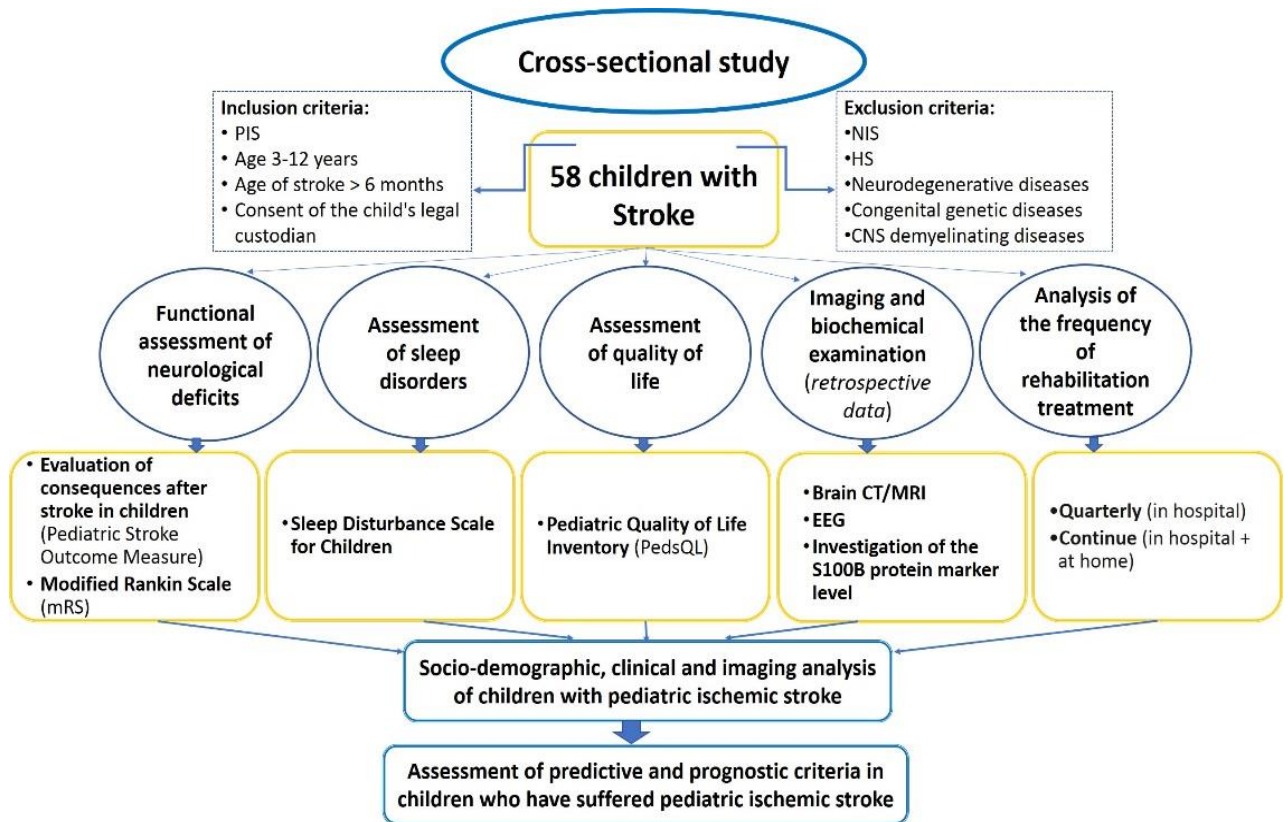 Cross-sectional study
Inclusion criteria:
• PIS
• Age 3-12 years
• Age of stroke > 6 months
• Consent of the child's legal
custodian
58 children with
Stroke
Exclusion criteria:
•NIS
•HS
•Neurodegenerative diseases
•Congenital genetic diseases
•CNS demyelinating diseases
Functional
assessment of
neurological
deficits
Assessment
of sleep
disorders
Assessment
of quality of
life
Imaging and
biochemical
examination
(retrospective
data)
Analysis of
the frequency
of
rehabilitation
treatment
• Evaluation of
consequences after
stroke in children
(Pediatric Stroke
Outcome Measure)
• Modified Rankin Scale
(mRS)
•Sleep Disturbance Scale
for Children
•Pediatric Quality of Life
Inventory (PedsQL)
•Brain CT/MRI
•EEG
•Investigation of the
S100B protein marker
level
•Quarterly (in hospital)
•Continue (in hospital +
at home)
Socio-demographic, clinical and imaging analysis
of children with pediatric ischemic stroke
Assessment of predictive and prognostic criteria in
children who have suffered pediatric ischemic stroke